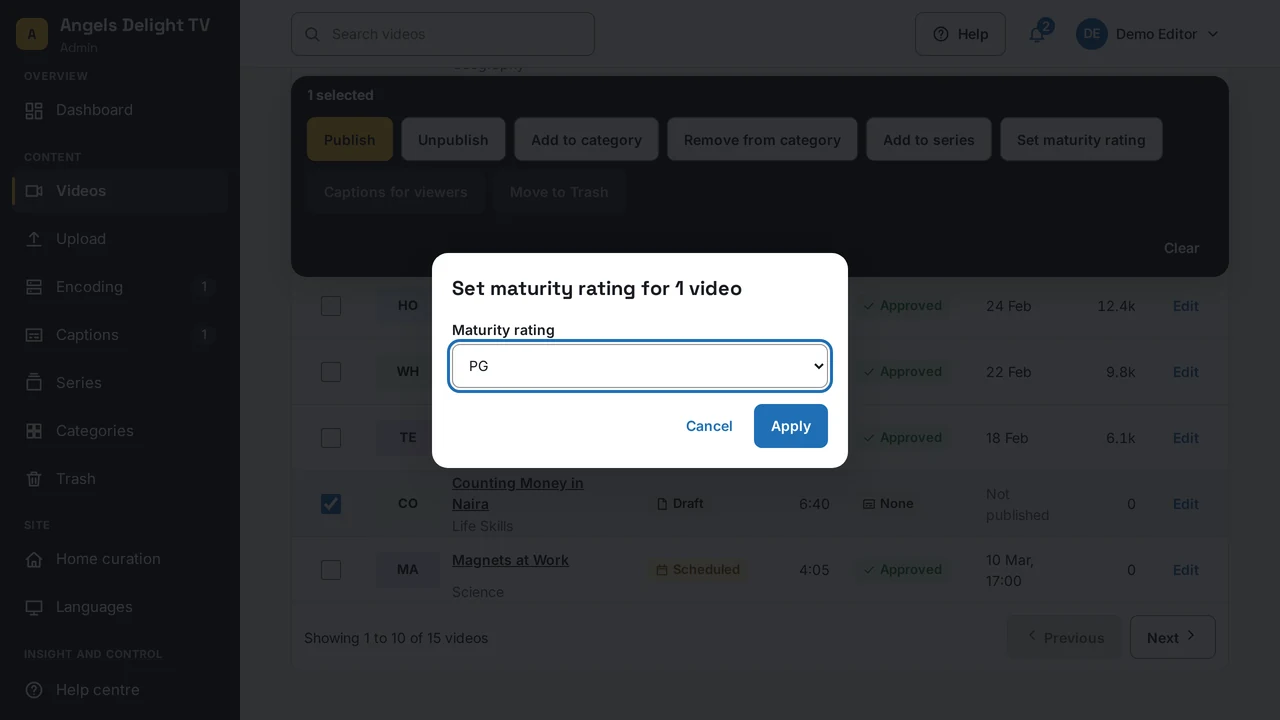 A
Angels Delight TV
Admin
Search videos
Help
2
DE
Demo Editor
OVERVIEW
Dashboard
CONTENT
Videos
Upload
Encoding 1
Captions 1
Series
Categories
Trash
SITE
Home curation
Languages
INSIGHT AND CONTROL
Help centre
1 selected
Publish
Unpublish
Add to category
Remove from category
Add to series
Set maturity rating
Captions for viewers
Move to Trash
Clear
Set maturity rating for 1 video
Maturity rating
PG
Cancel
Apply
HO Approved 24 Feb 12.4k Edit
WH Approved 22 Feb 9.8k Edit
TE Approved 18 Feb 6.1k Edit
CO
Counting Money in
Naira
Life Skills
Draft
6:40
None
Not
published
0
Edit
MA
Magnets at Work
Science
Scheduled
4:05
Approved
10 Mar,
17:00
0
Edit
Showing 1 to 10 of 15 videos
Previous
Next